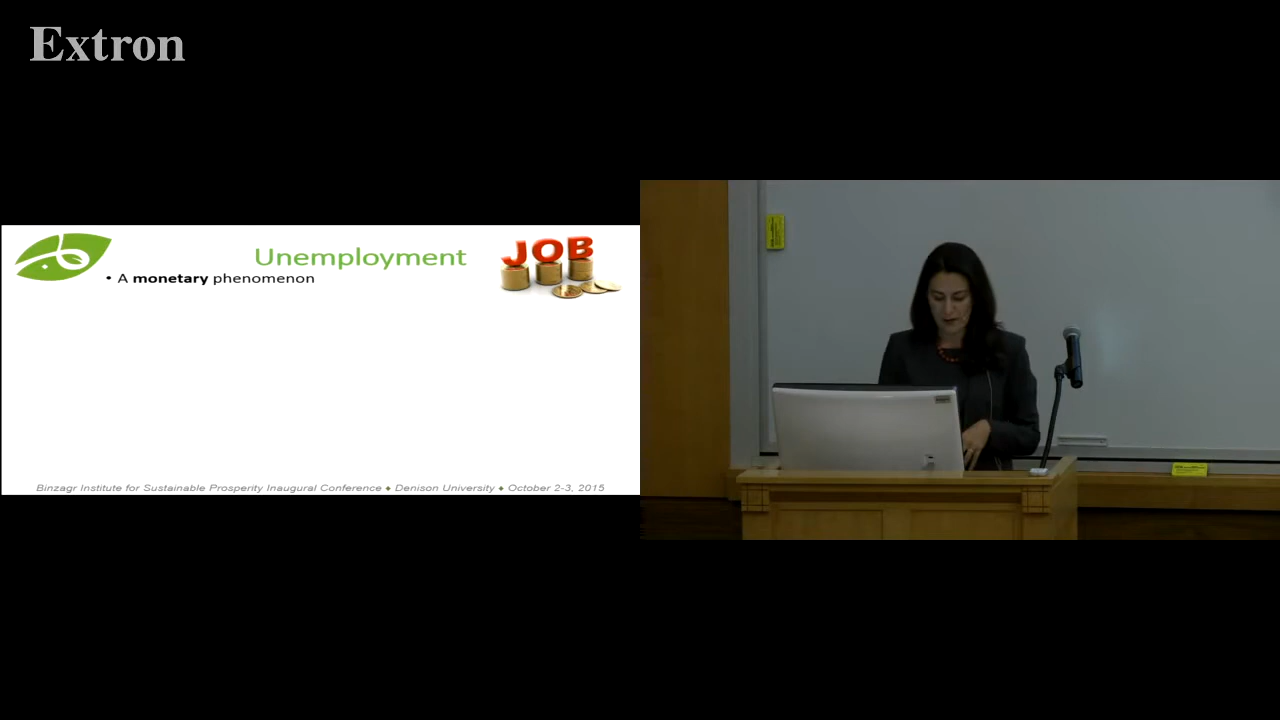 Extron
Unemployment
JOB
• A monetary phenomenon
Binzagr Institute for Sustainable Prosperity Inaugural Conference ♦ Denison University ♦ October 2-3, 2015